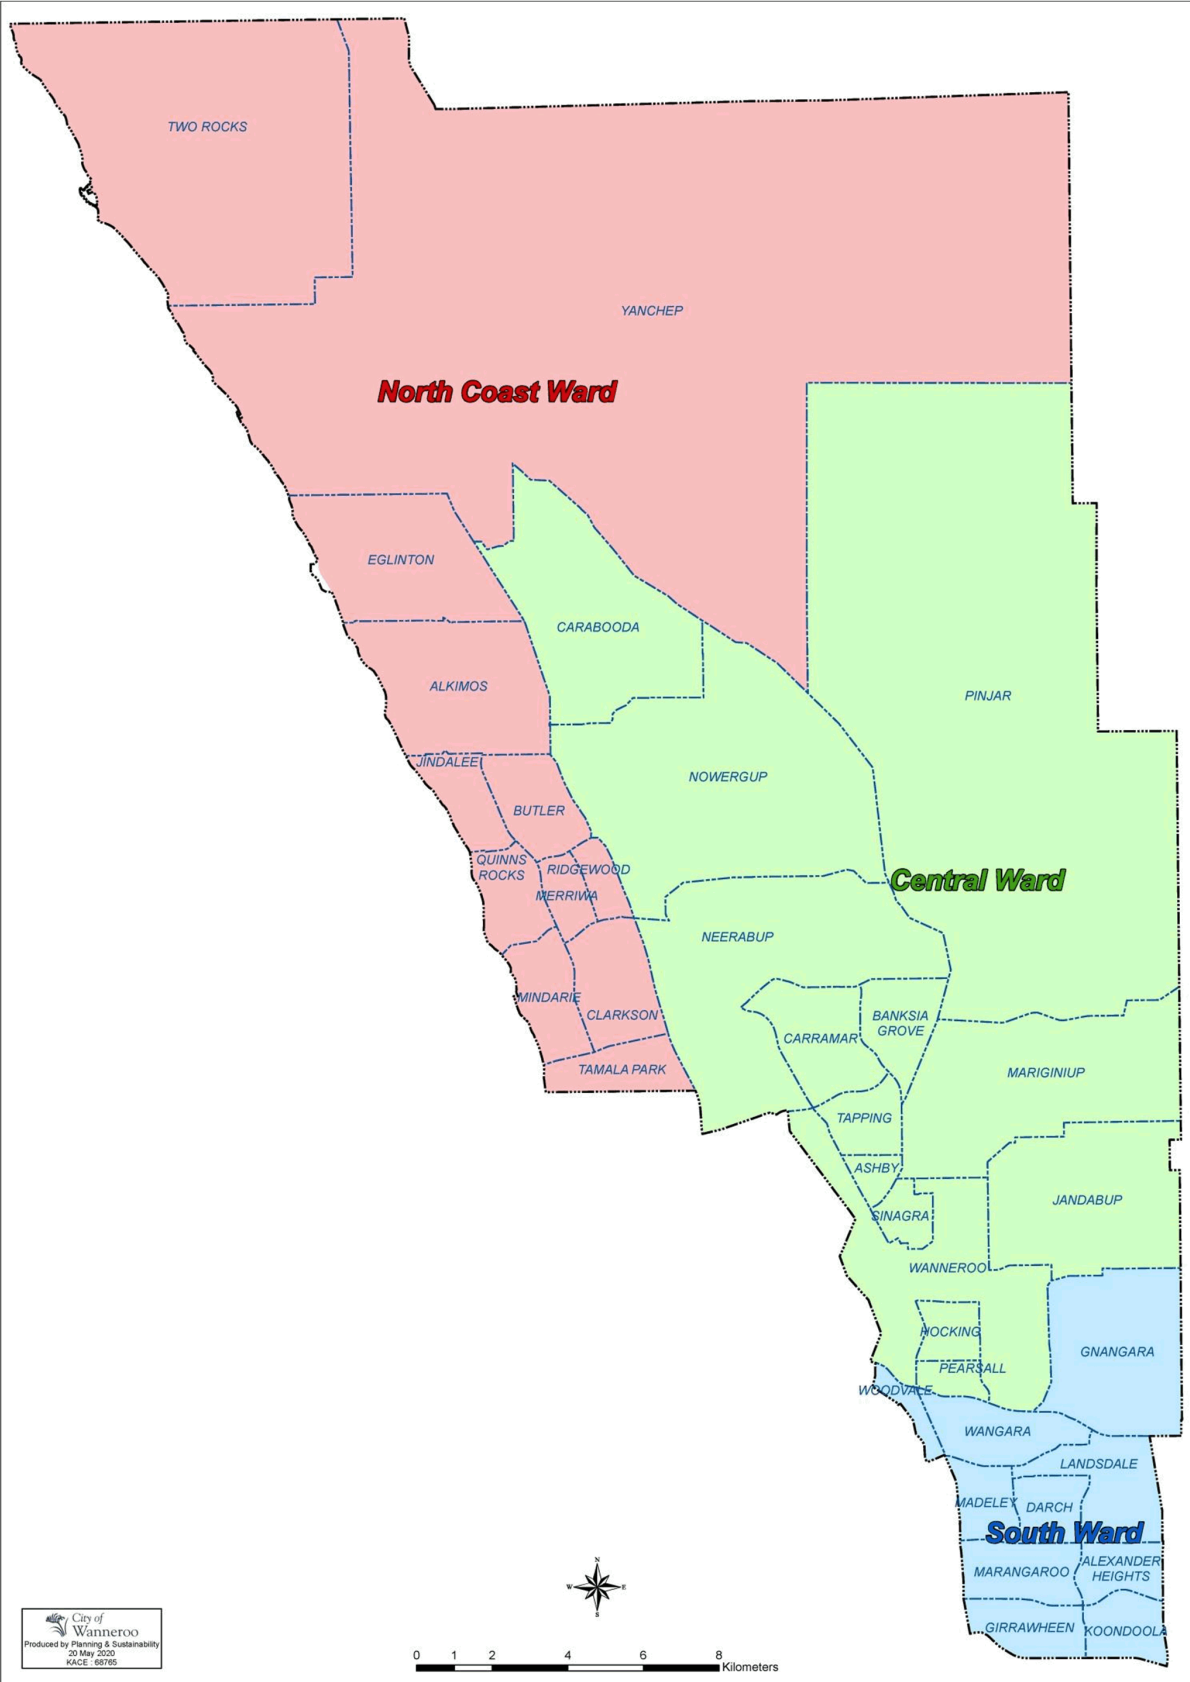 TWO ROCKS
YANCHEP
North Coast Ward
EGLINTON
CARABOODA
ALKIMOS
PINJAR
JINDALEE
NOWERGUP
BUTLER
QUINNS
ROCKS
RIDGEWOOD
Central Ward
MERRIWA
NEERABUP
MINDARIE
CLARKSON
BANKSIA
GROVE
CARRAMAR
TAMALA PARK
MARIGINIUP
TAPPING
ASHBY
JANDABUP
SINAGRA
WANNEROO
HOCKING
GNANGARA
PEARSALL
WOODVALE
WANGARA
LANDSDALE
MADELEY
DARCH
South Ward
MARANGAROO
ALEXANDER
HEIGHTS
GIRRAWHEEN
KOONDOOLA
N
W
E
S
City of
Wanneroo
Produced by Planning & Sustainability
20 May 2020
KACE : 68765
0 1 2 4 6 8
Kilometers